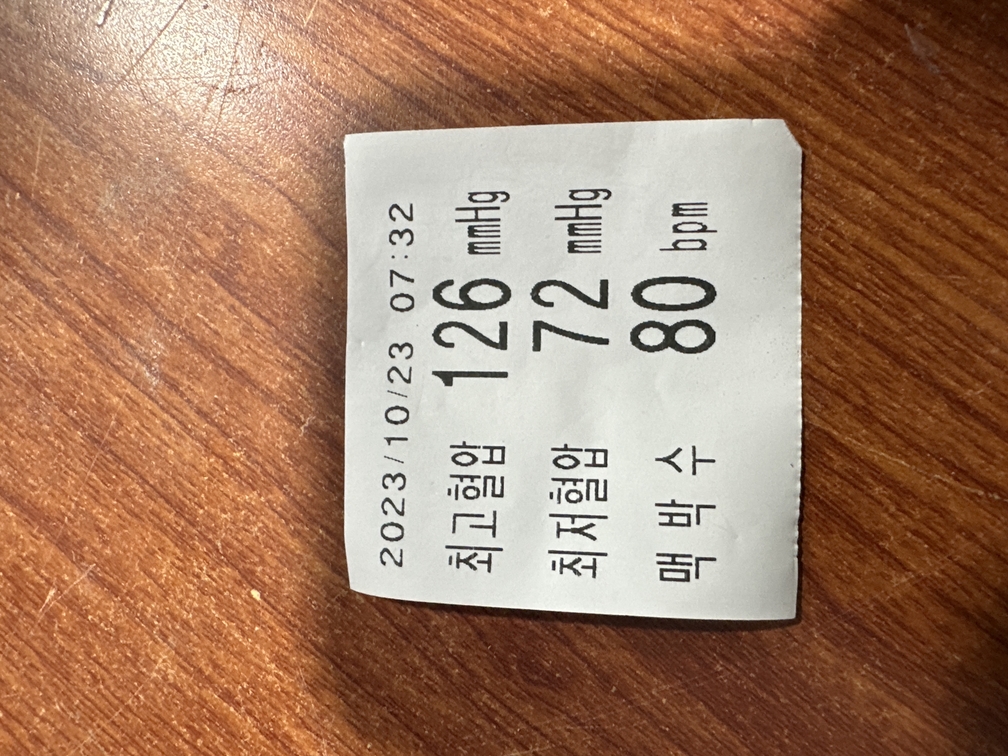 2023/10/23 07:32
최고혈압 126 mmHg
최저혈압 72 mmHg
맥 박 수 80 bpm